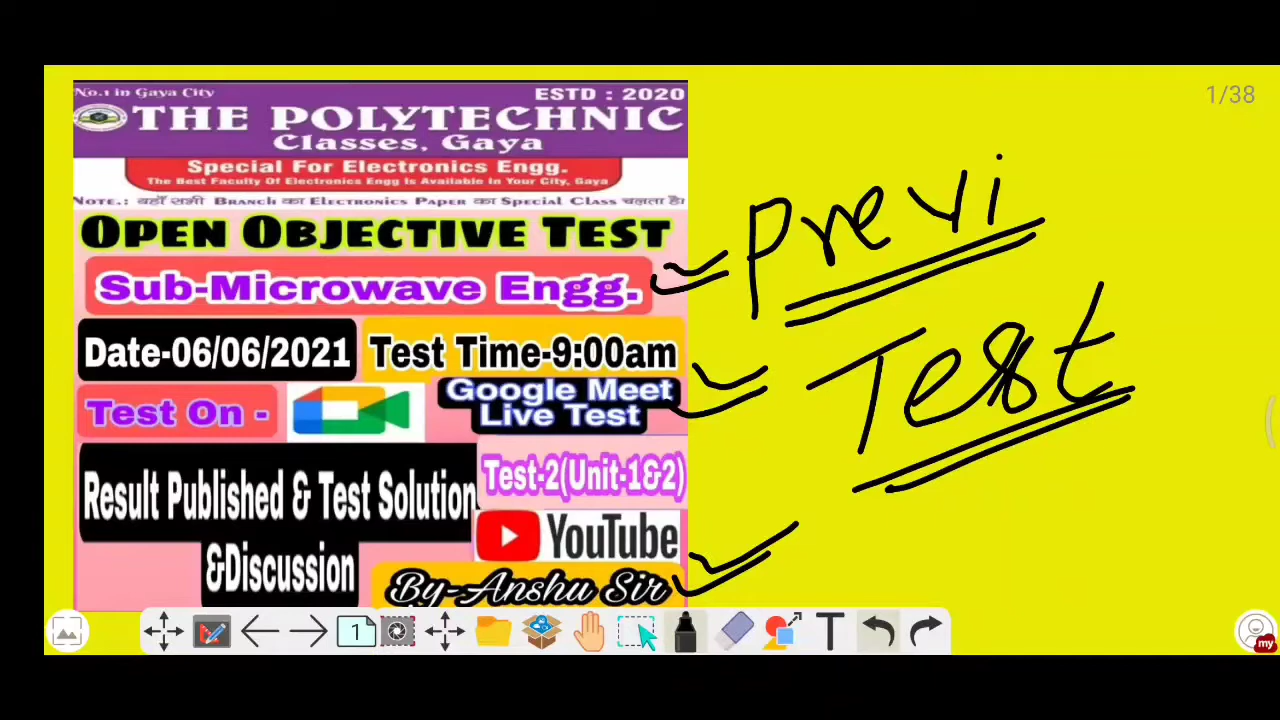 No.1 in Gaya City
ESTD : 2020
THE POLYTECHNIC
Classes, Gaya
Special For Electronics Engg.
The Best Faculty Of Electronics Engg is Available in Your City, Gaya
NOTE.: यहाँ सभी BRANCH का ELECTRONICS PAPER का SPECIAL CLASS चलता है।
OPEN OBJECTIVE TEST
Sub-Microwave Engg.
Date-06/06/2021
Test Time-9:00am
Test On -
Google Meet
Live Test
Result Published & Test Solution
&Discussion
Test-2(Unit-1&2)
YouTube
By-Anshu Sir
Previ
Test
1/38
1
T
my